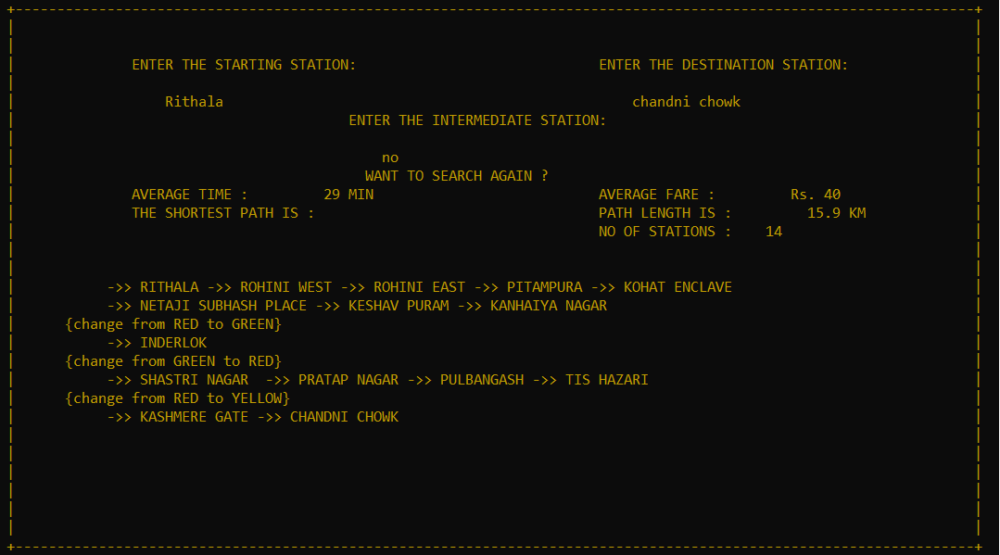 ENTER THE STARTING STATION: ENTER THE DESTINATION STATION:
Rithala chandni chowk
ENTER THE INTERMEDIATE STATION:
no
WANT TO SEARCH AGAIN ?
AVERAGE TIME : 29 MIN AVERAGE FARE : Rs. 40
THE SHORTEST PATH IS : PATH LENGTH IS : 15.9 KM
NO OF STATIONS : 14
->> RITHALA ->> ROHINI WEST ->> ROHINI EAST ->> PITAMPURA ->> KOHAT ENCLAVE
->> NETAJI SUBHASH PLACE ->> KESHAV PURAM ->> KANHAIYA NAGAR
{change from RED to GREEN}
->> INDERLOK
{change from GREEN to RED}
->> SHASTRI NAGAR ->> PRATAP NAGAR ->> PULBANGASH ->> TIS HAZARI
{change from RED to YELLOW}
->> KASHMERE GATE ->> CHANDNI CHOWK